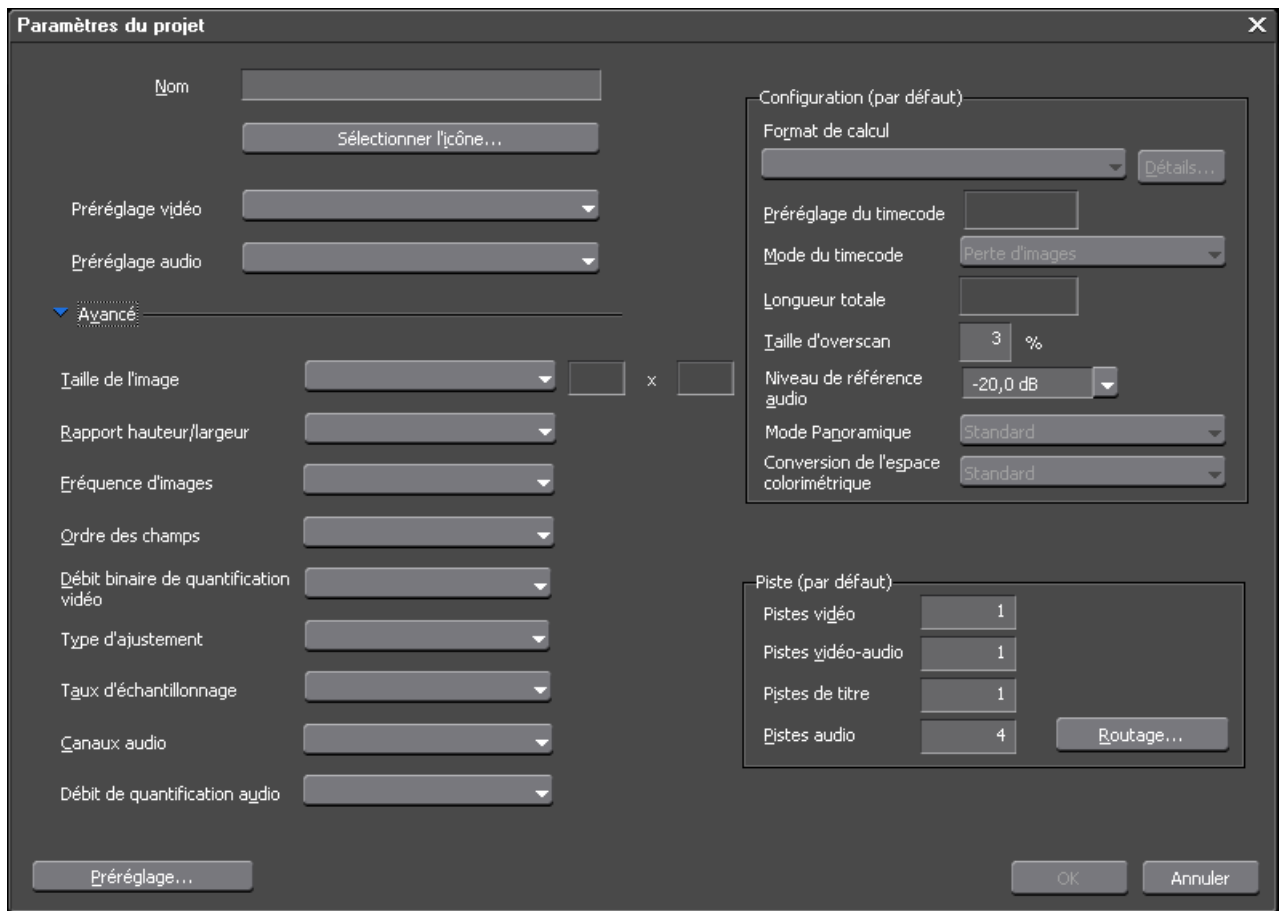 Paramètres du projet
Nom
Sélectionner l'icône...
Préréglage vidéo
Préréglage audio
Avancé
Taille de l'image
x
Rapport hauteur/largeur
Fréquence d'images
Ordre des champs
Débit binaire de quantification
vidéo
Type d'ajustement
Taux d'échantillonnage
Canaux audio
Débit de quantification audio
Préréglage...
Configuration (par défaut)
Format de calcul
Détails...
Préréglage du timecode
Mode du timecode Perte d'images
Longueur totale
Taille d'overscan 3 %
Niveau de référence
audio -20,0 dB
Mode Panoramique Standard
Conversion de l'espace
colorimétrique Standard
Piste (par défaut)
Pistes vidéo 1
Pistes vidéo-audio 1
Pistes de titre 1
Pistes audio 4
Routage...
OK
Annuler